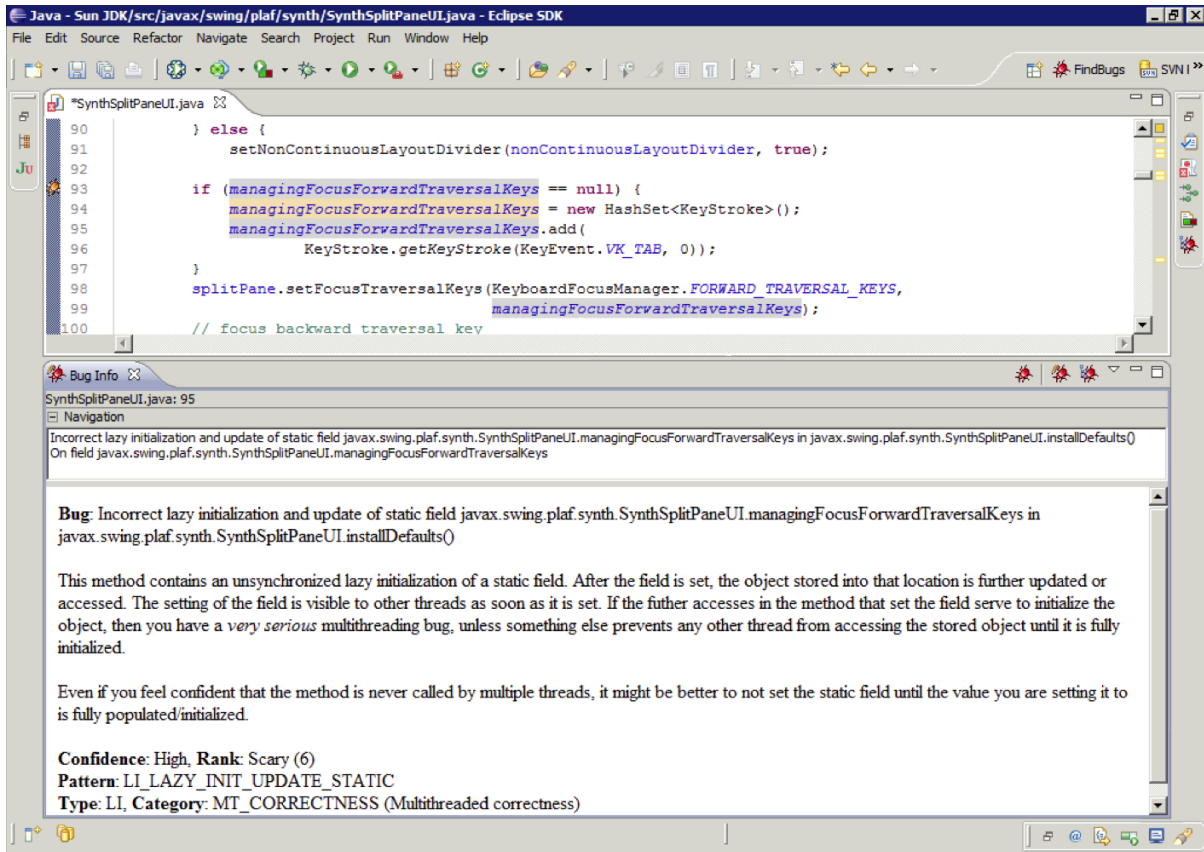 Java - Sun JDK/src/javax/swing/plaf/synth/SynthSplitPaneUI.java - Eclipse SDK
File Edit Source Refactor Navigate Search Project Run Window Help
FindBugs SVN I »
*SynthSplitPaneUI.java
90 } else {
91 setNonContinuousLayoutDivider(nonContinuousLayoutDivider, true);
92
93 if (managingFocusForwardTraversalKeys == null) {
94 managingFocusForwardTraversalKeys = new HashSet<KeyStroke>();
95 managingFocusForwardTraversalKeys.add(
96 KeyStroke.getKeyStroke(KeyEvent.VK_TAB, 0));
97 }
98 splitPane.setFocusTraversalKeys(KeyboardFocusManager.FORWARD_TRAVERSAL_KEYS,
99 managingFocusForwardTraversalKeys);
100 // focus backward traversal key
Ju
Bug Info
SynthSplitPaneUI.java: 95
Navigation
Incorrect lazy initialization and update of static field javax.swing.plaf.synth.SynthSplitPaneUI.managingFocusForwardTraversalKeys in javax.swing.plaf.synth.SynthSplitPaneUI.installDefaults()
On field javax.swing.plaf.synth.SynthSplitPaneUI.managingFocusForwardTraversalKeys
Bug: Incorrect lazy initialization and update of static field javax.swing.plaf.synth.SynthSplitPaneUI.managingFocusForwardTraversalKeys in
javax.swing.plaf.synth.SynthSplitPaneUI.installDefaults()
This method contains an unsynchronized lazy initialization of a static field. After the field is set, the object stored into that location is further updated or
accessed. The setting of the field is visible to other threads as soon as it is set. If the futher accesses in the method that set the field serve to initialize the
object, then you have a very serious multithreading bug, unless something else prevents any other thread from accessing the stored object until it is fully
initialized.
Even if you feel confident that the method is never called by multiple threads, it might be better to not set the static field until the value you are setting it to
is fully populated/initialized.
Confidence: High, Rank: Scary (6)
Pattern: LI_LAZY_INIT_UPDATE_STATIC
Type: LI, Category: MT_CORRECTNESS (Multithreaded correctness)